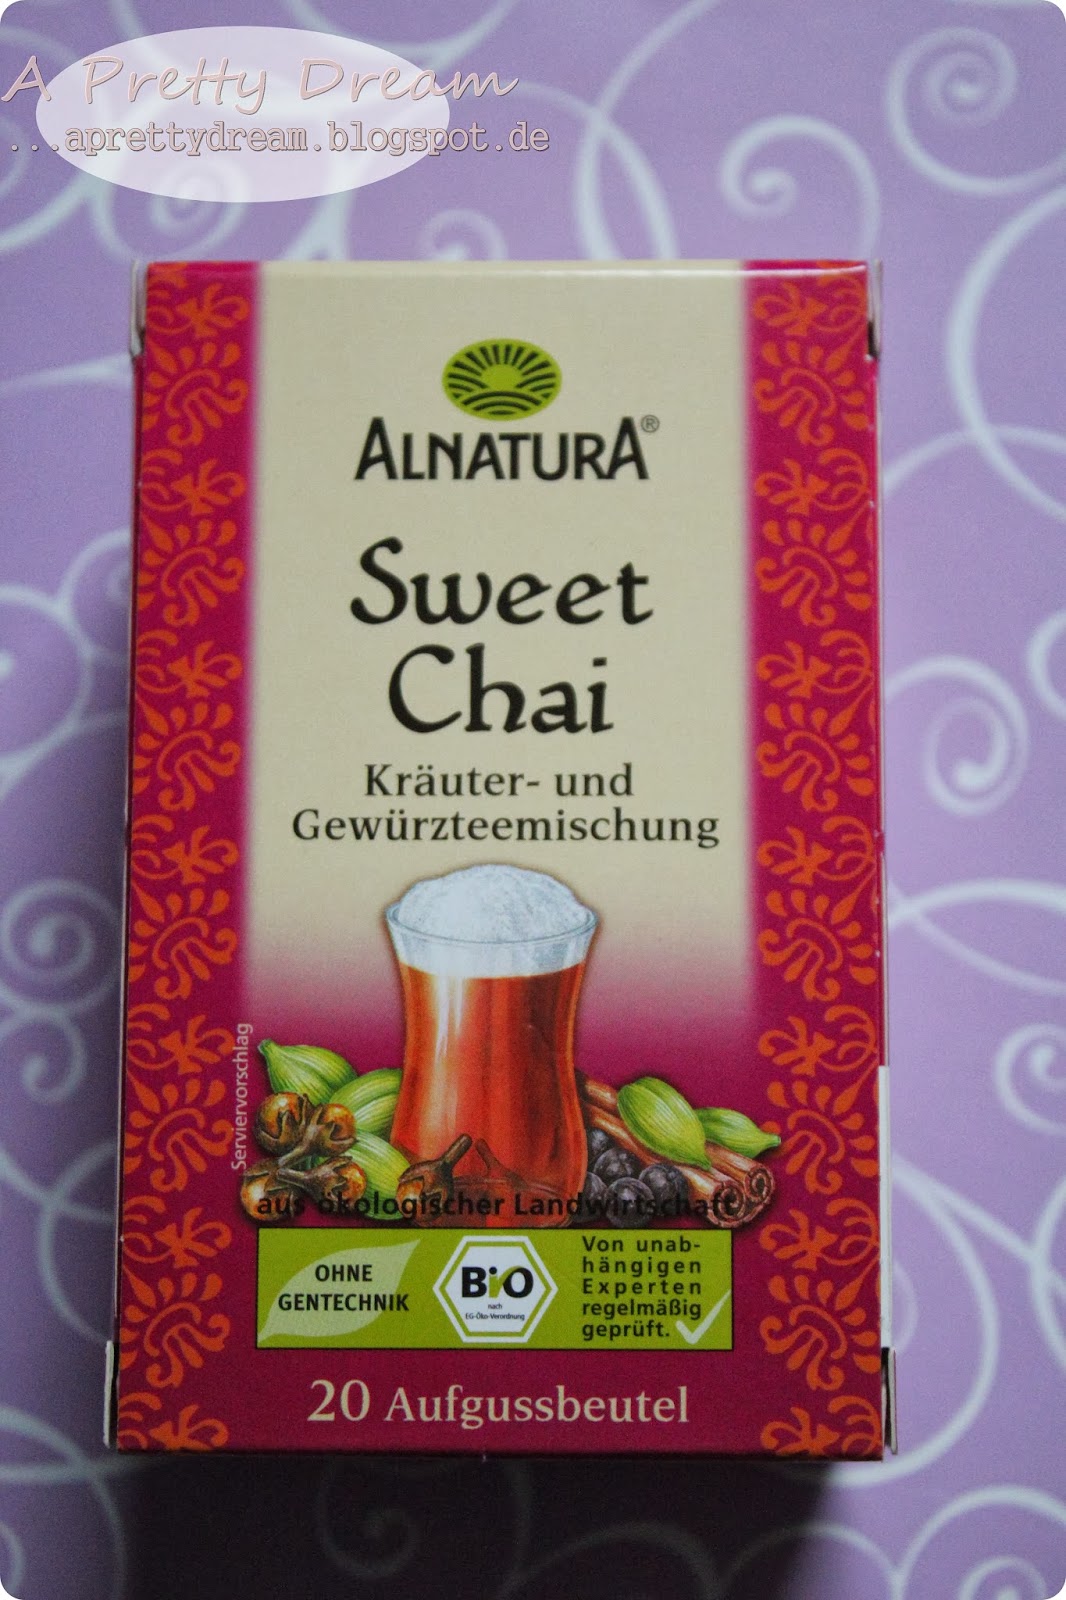 A Pretty Dream
...aprettydream.blogspot.de
ALNATURA®
Sweet
Chai
Kräuter- und
Gewürzteemischung
Serviervorschlag
aus ökologischer Landwirtschaft
OHNE
GENTECHNIK
BiO
nach
EG-Öko-Verordnung
Von unab-
hängigen
Experten
regelmäßig
geprüft.
20 Aufgussbeutel